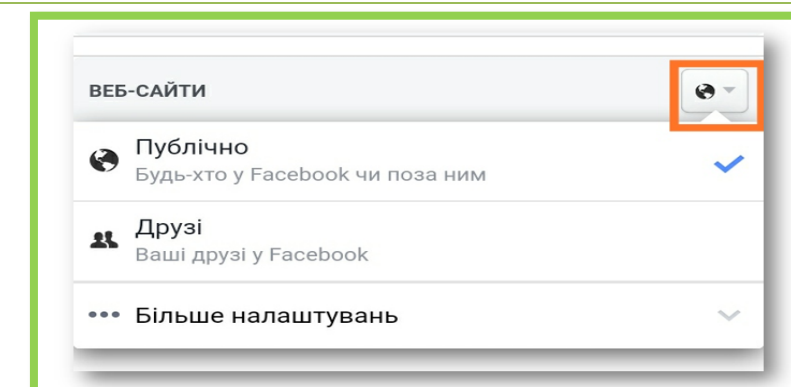 ВЕБ-САЙТИ
Публічно
Будь-хто у Facebook чи поза ним
Друзі
Ваші друзі у Facebook
Більше налаштувань